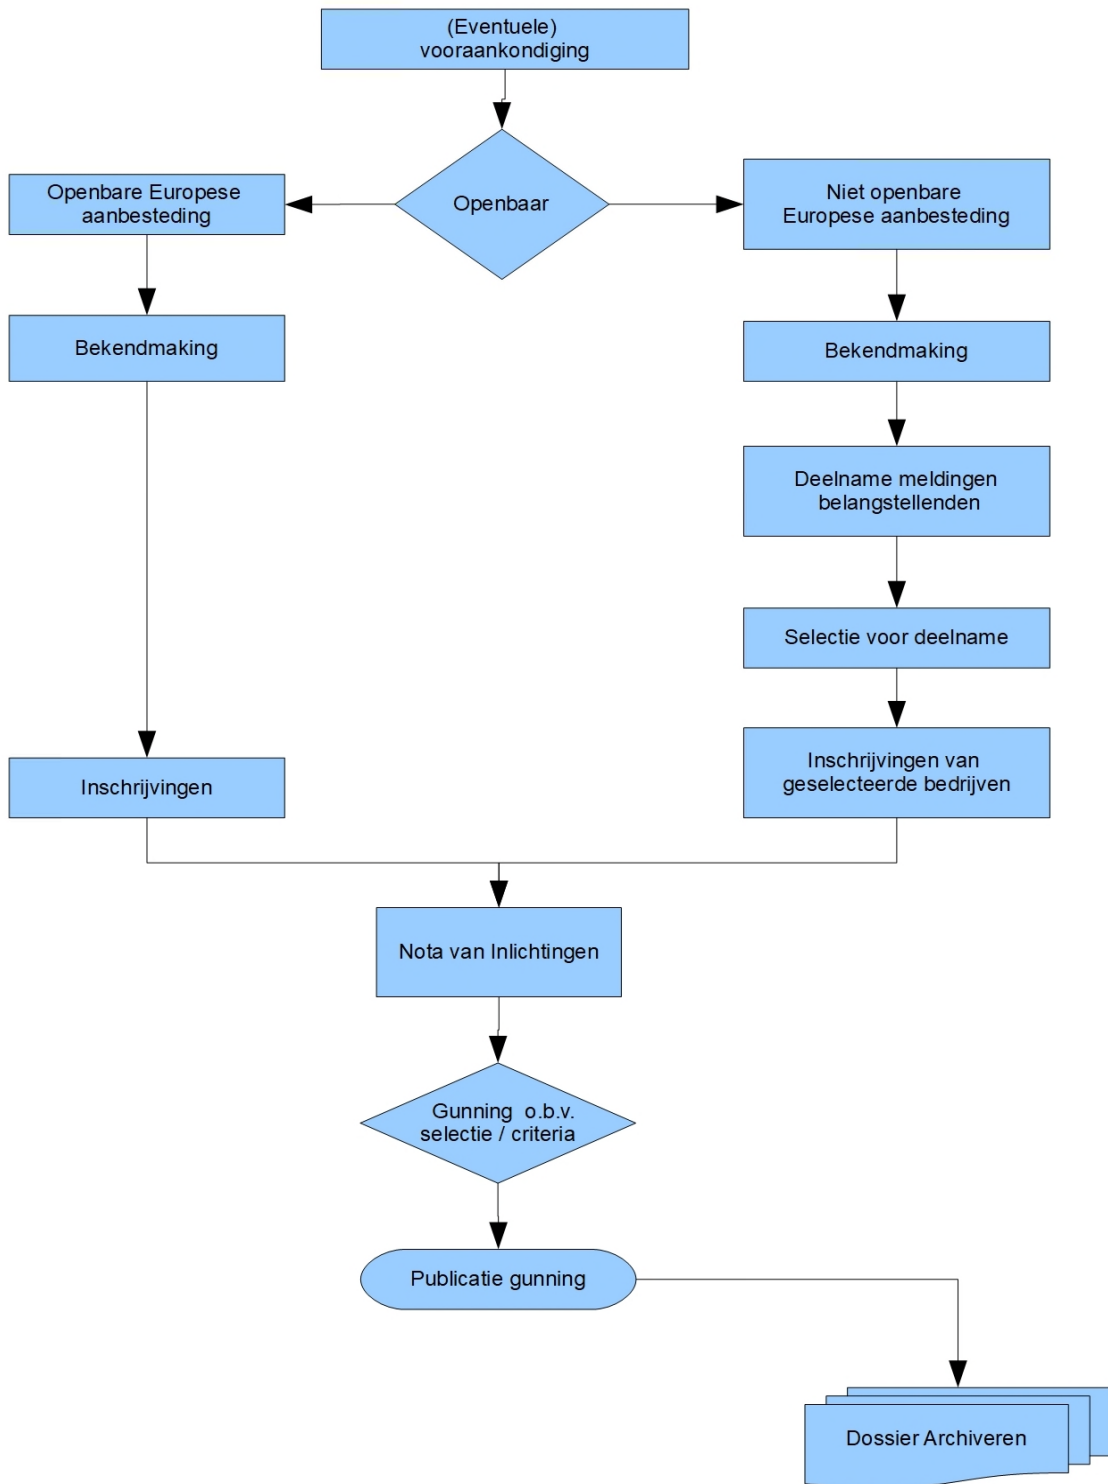 (Eventuele)
vooraankondiging
Openbaar
Openbare Europese
aanbesteding
Bekendmaking
Inschrijvingen
Niet openbare
Europese aanbesteding
Bekendmaking
Deelname meldingen
belangstellenden
Selectie voor deelname
Inschrijvingen van
geselecteerde bedrijven
Nota van Inlichtingen
Gunning o.b.v.
selectie / criteria
Publicatie gunning
Dossier Archiveren